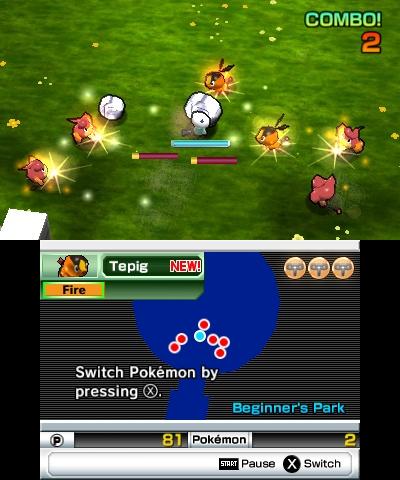 COMBO!
2
Tepig NEW!
Fire
Switch Pokémon by
pressing Ⓧ.
Beginner's Park
P 81 Pokémon 2
START Pause X Switch